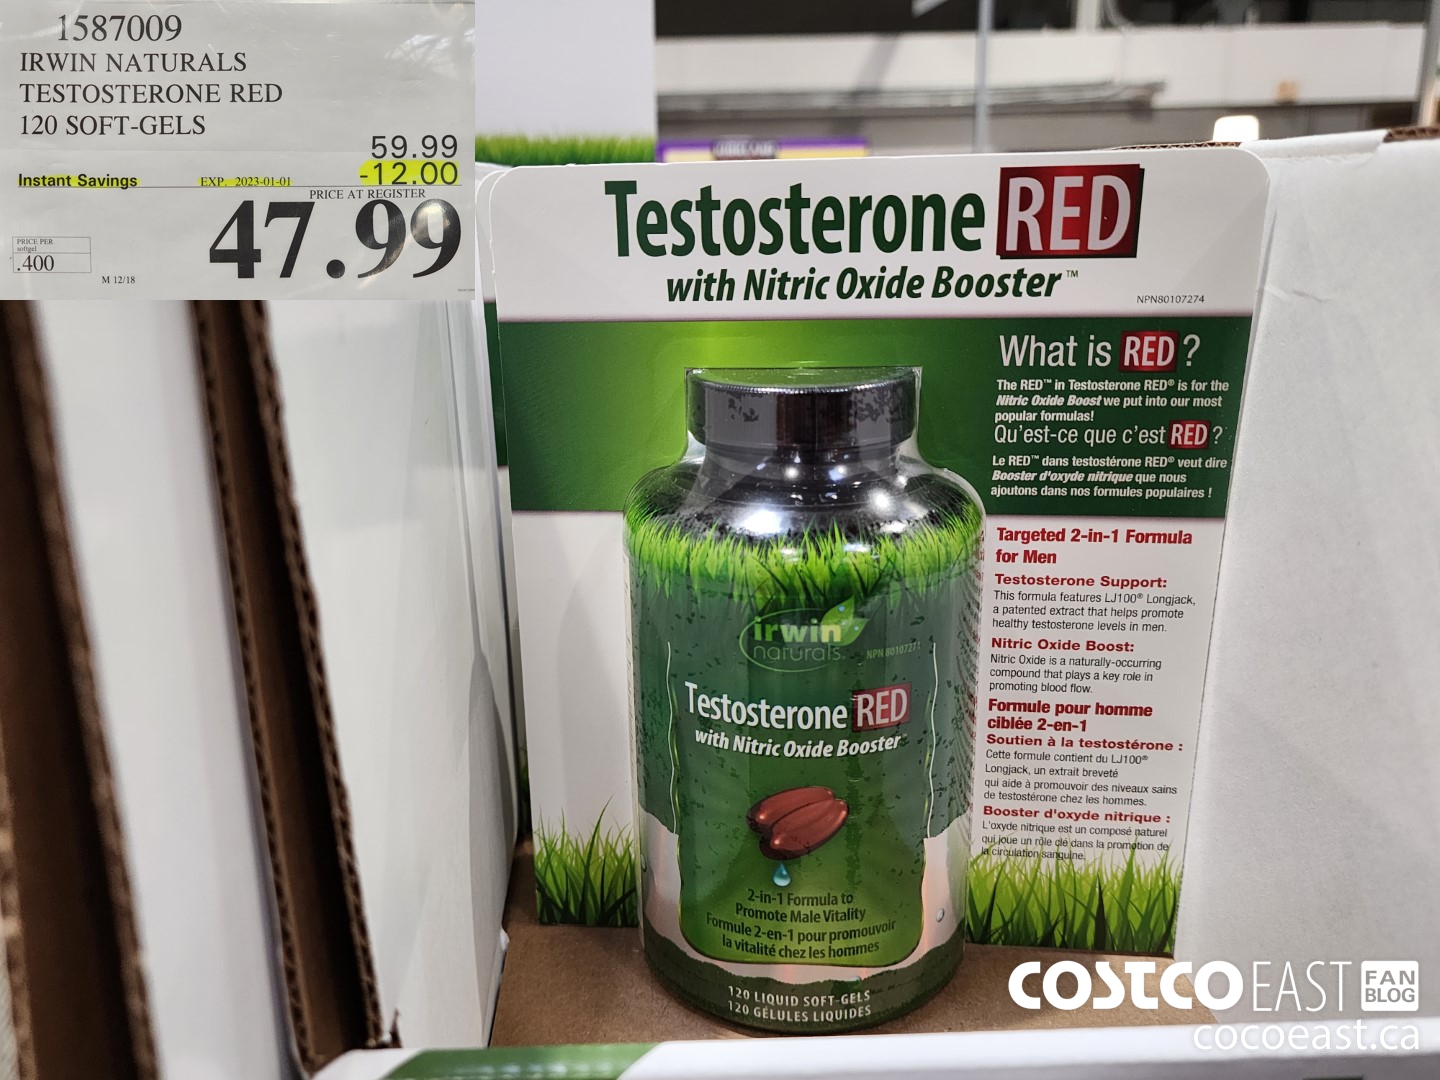 1587009
IRWIN NATURALS
TESTOSTERONE RED
120 SOFT-GELS
59.99
Instant Savings EXP. 2023-01-01 -12.00
PRICE AT REGISTER
47.99
PRICE PER
softgel
.400
M 12/18
Testosterone RED
with Nitric Oxide Booster™
NPN80107274
What is RED?
The RED™ in Testosterone RED® is for the
Nitric Oxide Boost we put into our most
popular formulas!
Qu'est-ce que c'est RED ?
Le RED™ dans testostérone RED® veut dire
Booster d'oxyde nitrique que nous
ajoutons dans nos formules populaires !
Targeted 2-in-1 Formula
for Men
Testosterone Support:
This formula features LJ100® Longjack,
a patented extract that helps promote
healthy testosterone levels in men.
Nitric Oxide Boost:
Nitric Oxide is a naturally-occurring
compound that plays a key role in
promoting blood flow.
Formule pour homme
ciblée 2-en-1
Soutien à la testostérone :
Cette formule contient du LJ100®
Longjack, un extrait breveté
qui aide à promouvoir des niveaux sains
de testostérone chez les hommes.
Booster d'oxyde nitrique :
L'oxyde nitrique est un composé naturel
qui joue un rôle clé dans la promotion de
la circulation sanguine.
irwin
naturals.
Testosterone RED
with Nitric Oxide Booster
2-in-1 Formula to
Promote Male Vitality
Formule 2-en-1 pour promouvoir
la vitalité chez les hommes
120 LIQUID SOFT-GELS
120 GÉLULES LIQUIDES
COSTCO EAST FAN BLOG
cocoeast.ca